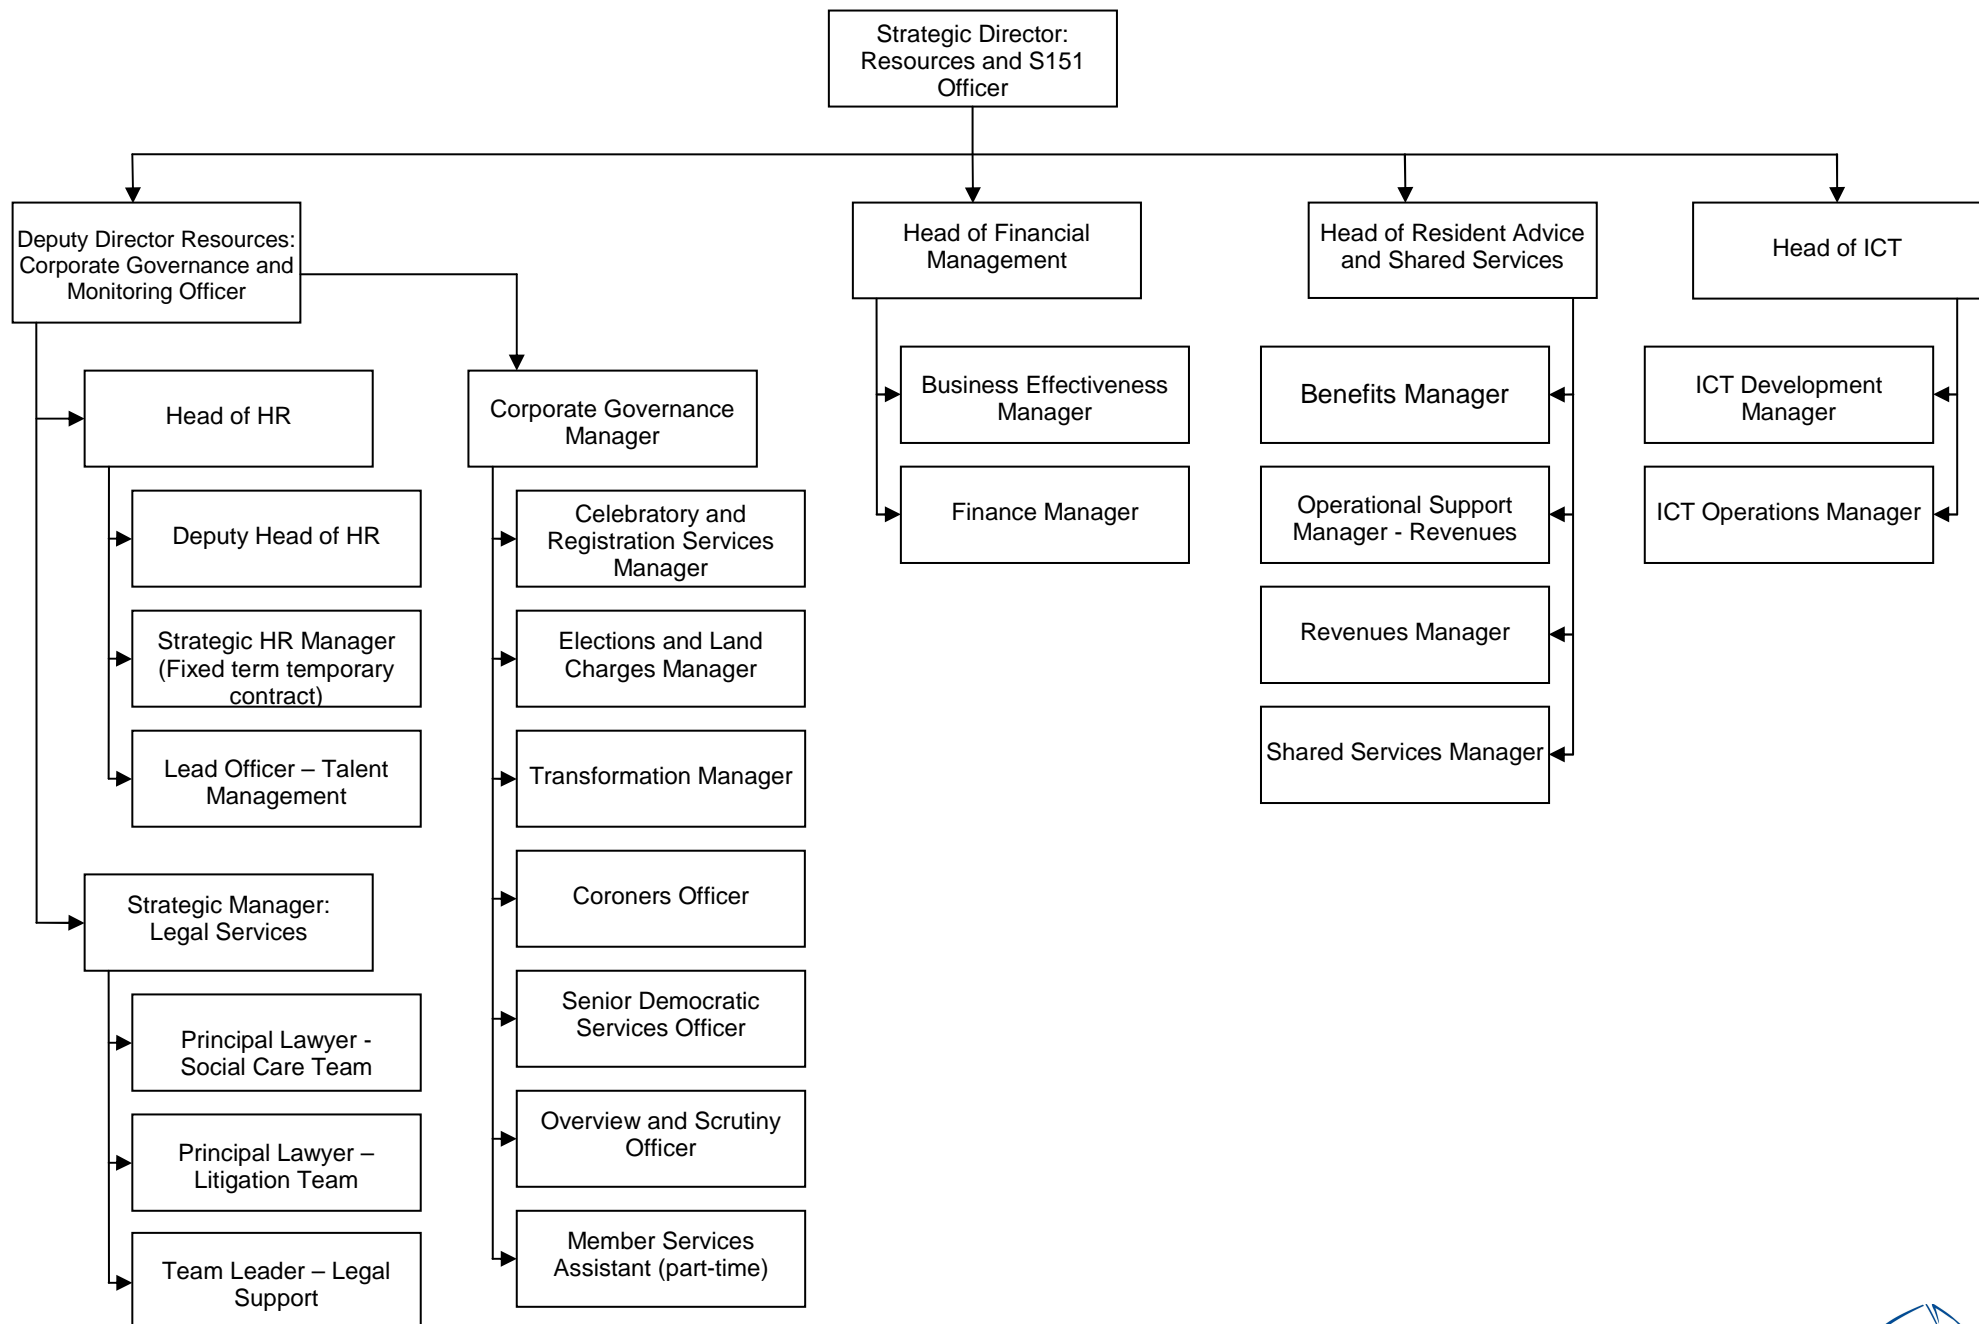 Strategic Director:
Resources and S151
Officer
Deputy Director Resources:
Corporate Governance and
Monitoring Officer
Head of Financial
Management
Head of Resident Advice
and Shared Services
Head of ICT
Head of HR
Deputy Head of HR
Strategic HR Manager
(Fixed term temporary
contract)
Lead Officer – Talent
Management
Strategic Manager:
Legal Services
Principal Lawyer -
Social Care Team
Principal Lawyer –
Litigation Team
Team Leader – Legal
Support
Corporate Governance
Manager
Celebratory and
Registration Services
Manager
Elections and Land
Charges Manager
Transformation Manager
Coroners Officer
Senior Democratic
Services Officer
Overview and Scrutiny
Officer
Member Services
Assistant (part-time)
Business Effectiveness
Manager
Finance Manager
Benefits Manager
Operational Support
Manager - Revenues
Revenues Manager
Shared Services Manager
ICT Development
Manager
ICT Operations Manager